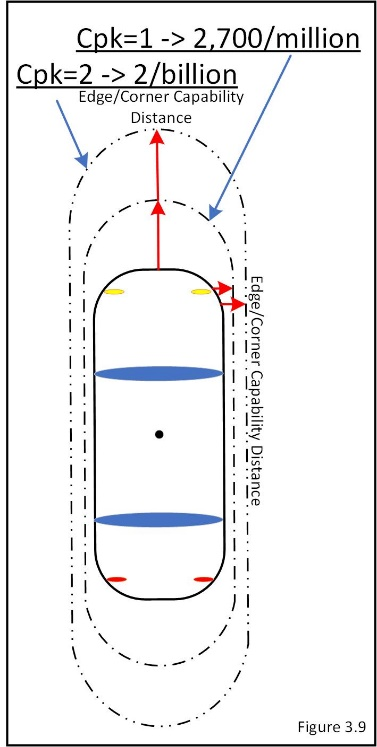 Cpk=1 -> 2,700/million
Cpk=2 -> 2/billion
Edge/Corner Capability
Distance
Edge/Corner Capability Distance
Figure 3.9